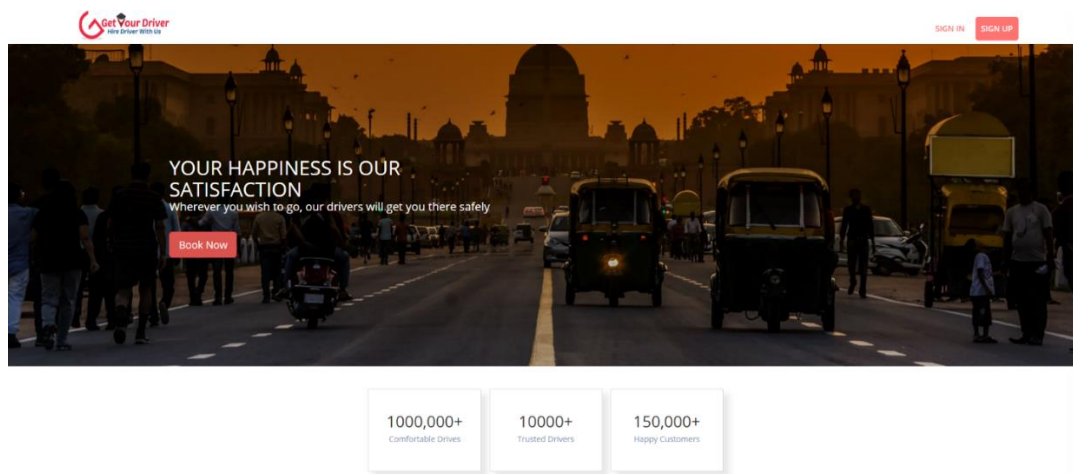 Get Your Driver
Hire Driver With Us
SIGN IN
SIGN UP
YOUR HAPPINESS IS OUR
SATISFACTION
Wherever you wish to go, our drivers will get you there safely
Book Now
1000,000+
Comfortable Drives
10000+
Trusted Drivers
150,000+
Happy Customers